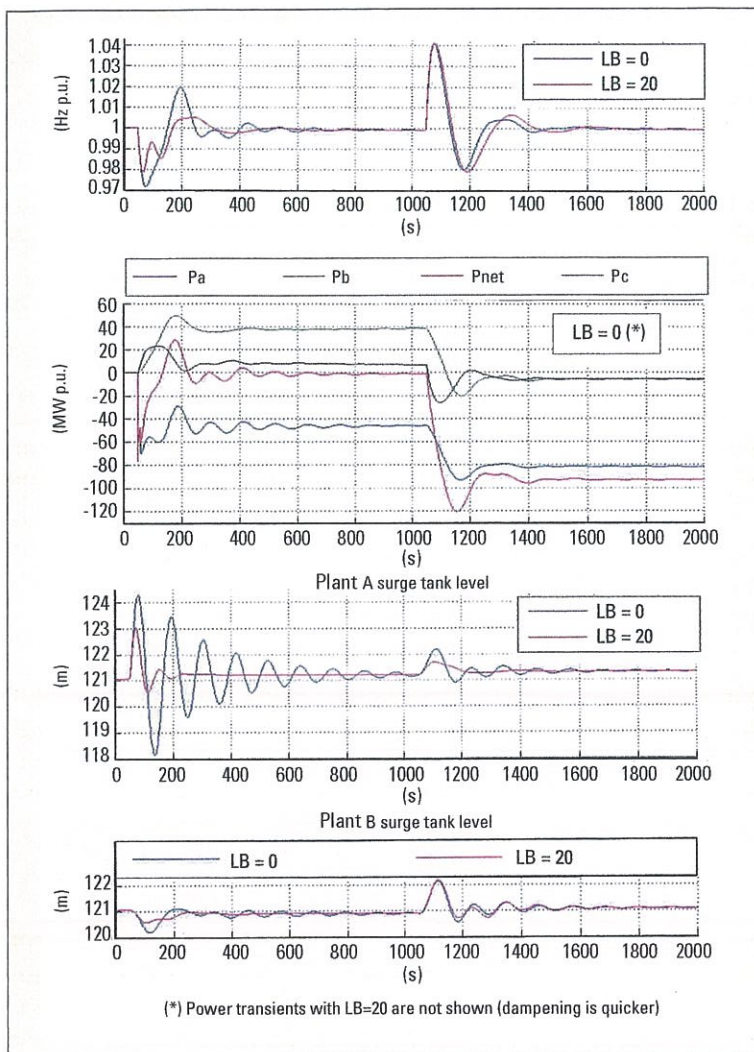 1.04
1.03
1.02
1.01
1
0.99
0.98
0.97
(Hz p.u.)
LB = 0
LB = 20
0 200 400 600 800 1000 1200 1400 1600 1800 2000
(s)
Pa Pb Pnet Pc
60
40
20
0
-20
-40
-60
-80
-100
-120
(MW p.u.)
LB = 0 (*)
0 200 400 600 800 1000 1200 1400 1600 1800 2000
(s)
Plant A surge tank level
124
123
122
121
120
119
118
(m)
LB = 0
LB = 20
0 200 400 600 800 1000 1200 1400 1600 1800 2000
(s)
Plant B surge tank level
LB = 0 LB = 20
122
121
120
(m)
0 200 400 600 800 1000 1200 1400 1600 1800 2000
(s)
(*) Power transients with LB=20 are not shown (dampening is quicker)